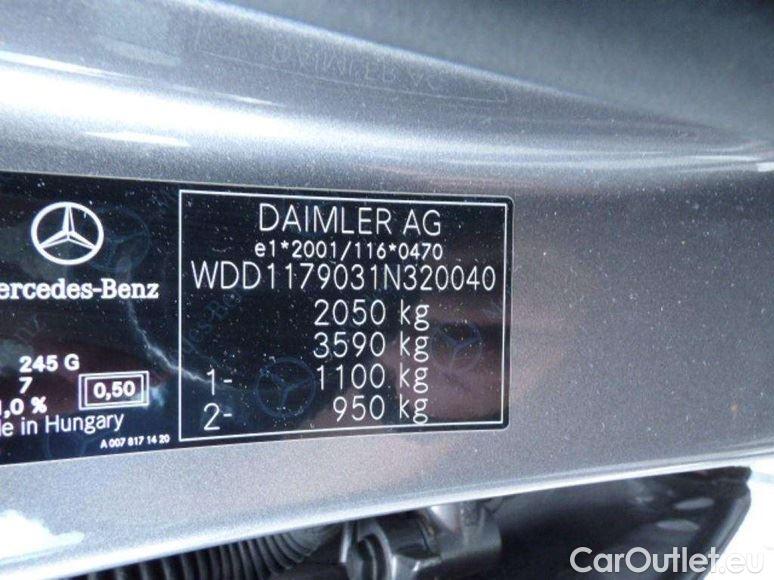 DAIMLER AG
e1*2001/116*0470
WDD1179031N320040
2050 kg
3590 kg
1- 1100 kg
2- 950 kg
ercedes-Benz
245 G
7
0,50
,0 %
e in Hungary
A 007 817 14 20
CarOutlet.eu